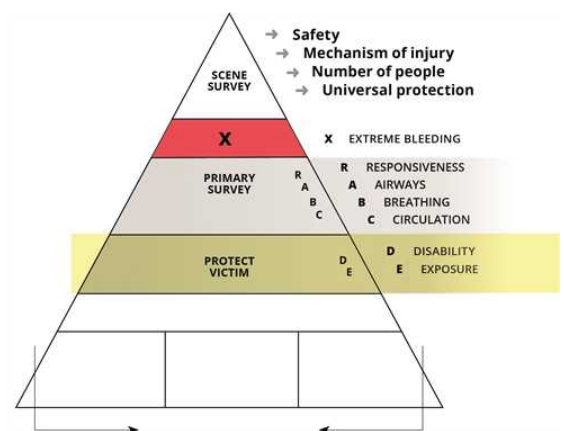 → Safety
→ Mechanism of injury
→ Number of people
→ Universal protection
SCENE
SURVEY
X
X EXTREME BLEEDING
PRIMARY
SURVEY
R
A
B
C
R RESPONSIVENESS
A AIRWAYS
B BREATHING
C CIRCULATION
PROTECT
VICTIM
D
E
D DISABILITY
E EXPOSURE